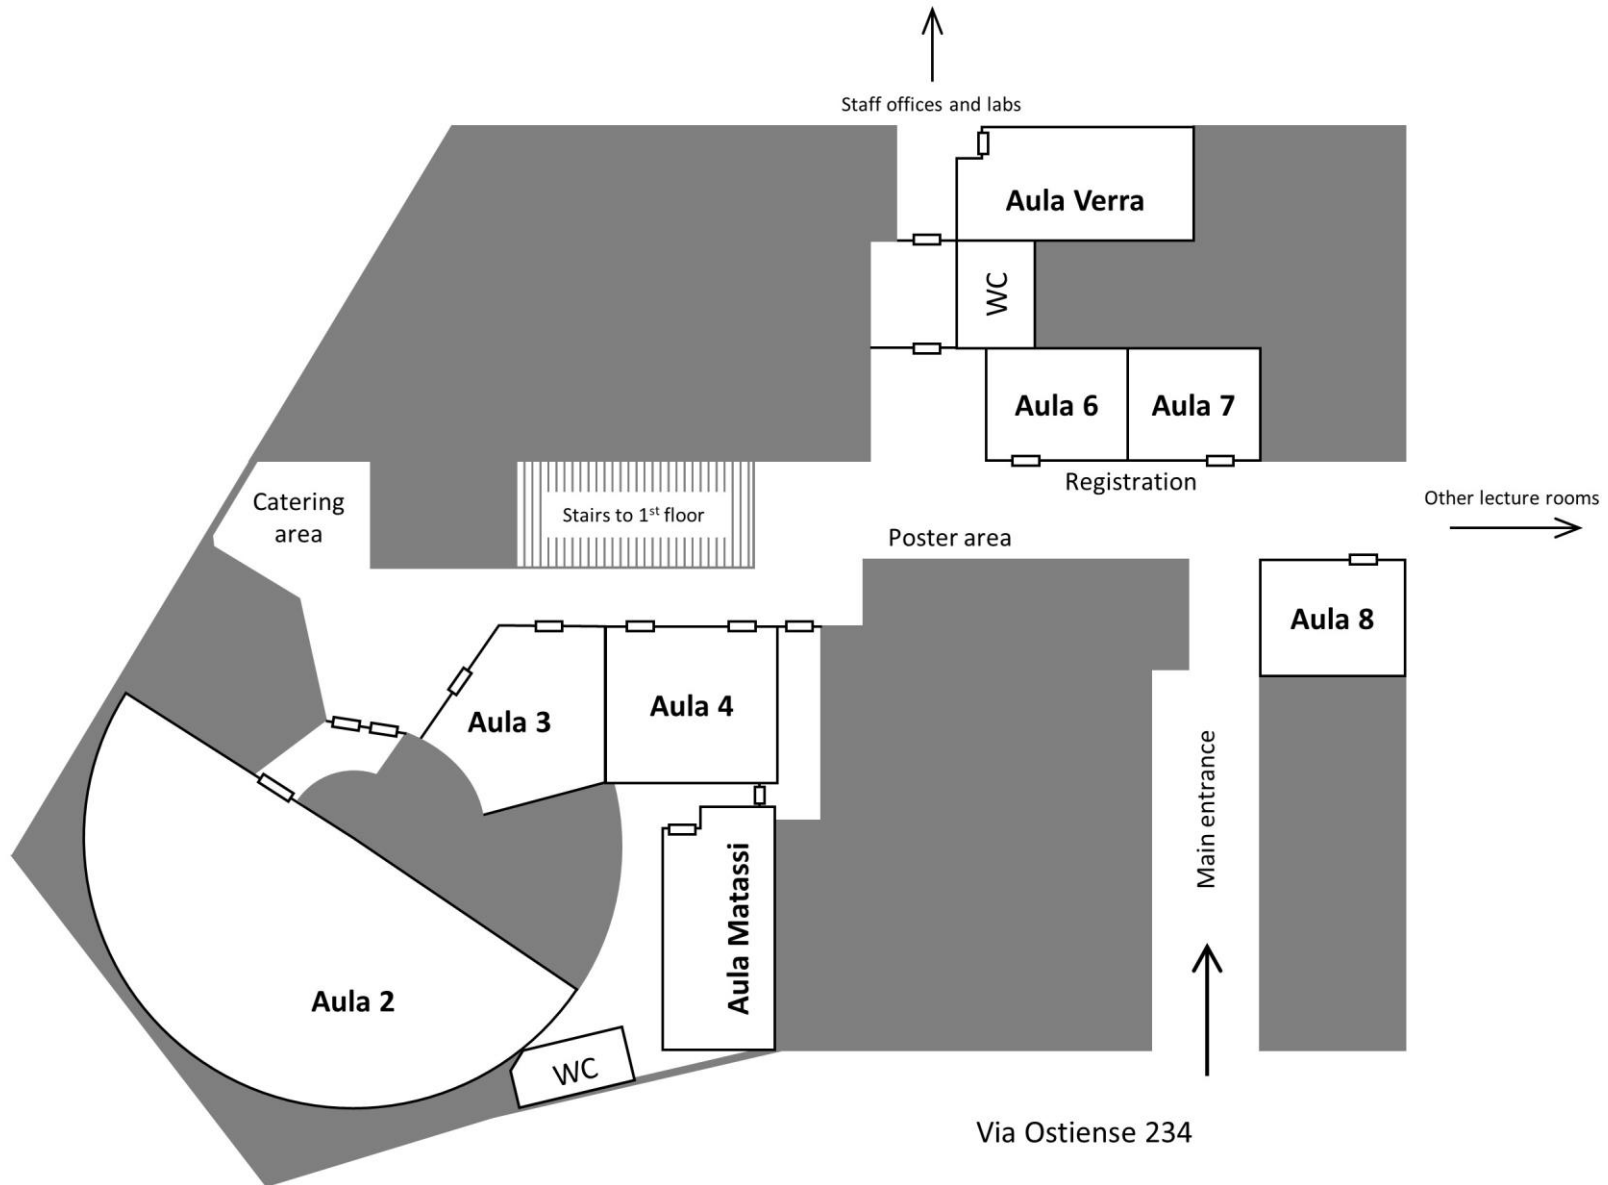 Staff offices and labs
Aula Verra
WC
Aula 6
Aula 7
Registration
Catering
area
Stairs to 1st floor
Poster area
Other lecture rooms
Aula 8
Aula 3
Aula 4
Main entrance
Aula Matassi
Aula 2
WC
Via Ostiense 234